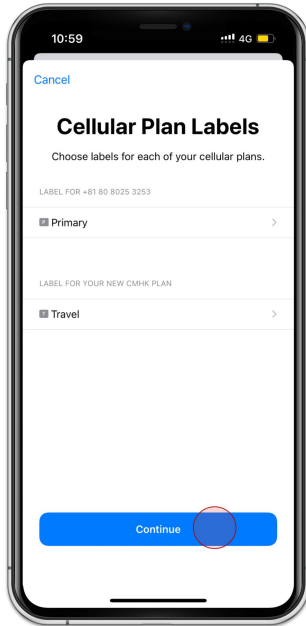 10:59
4G
Cancel
Cellular Plan Labels
Choose labels for each of your cellular plans.
LABEL FOR +81 80 8025 3253
P Primary
LABEL FOR YOUR NEW CMHK PLAN
T Travel
Continue